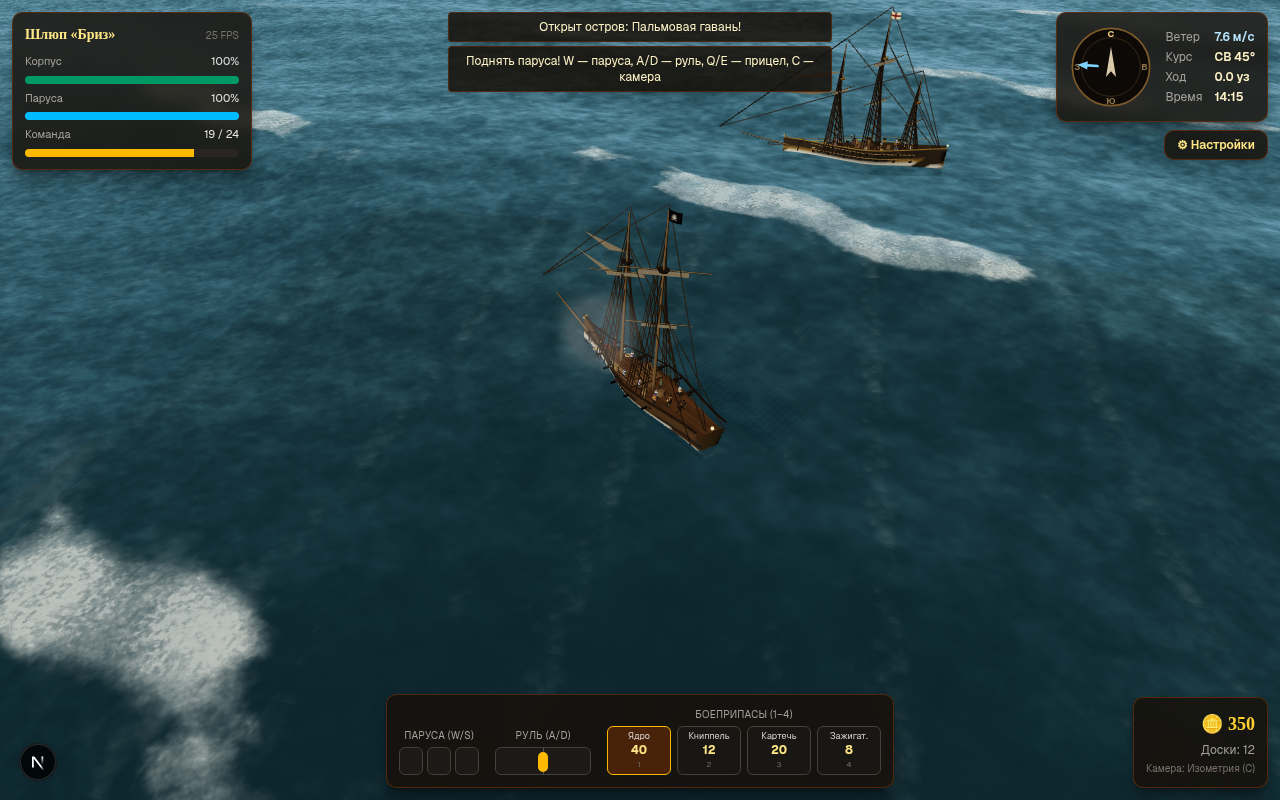 Шлюп «Бриз»
25 FPS
Корпус 100%
Паруса 100%
Команда 19 / 24
Открыт остров: Пальмовая гавань!
Поднять паруса! W — паруса, A/D — руль, Q/E — прицел, C —
камера
С
В
Ю
З
Ветер 7.6 м/с
Курс СВ 45°
Ход 0.0 уз
Время 14:15
⚙ Настройки
ПАРУСА (W/S)
РУЛЬ (A/D)
БОЕПРИПАСЫ (1–4)
Ядро
40
1
Книппель
12
2
Картечь
20
3
Зажигат.
8
4
350
Доски: 12
Камера: Изометрия (C)
N